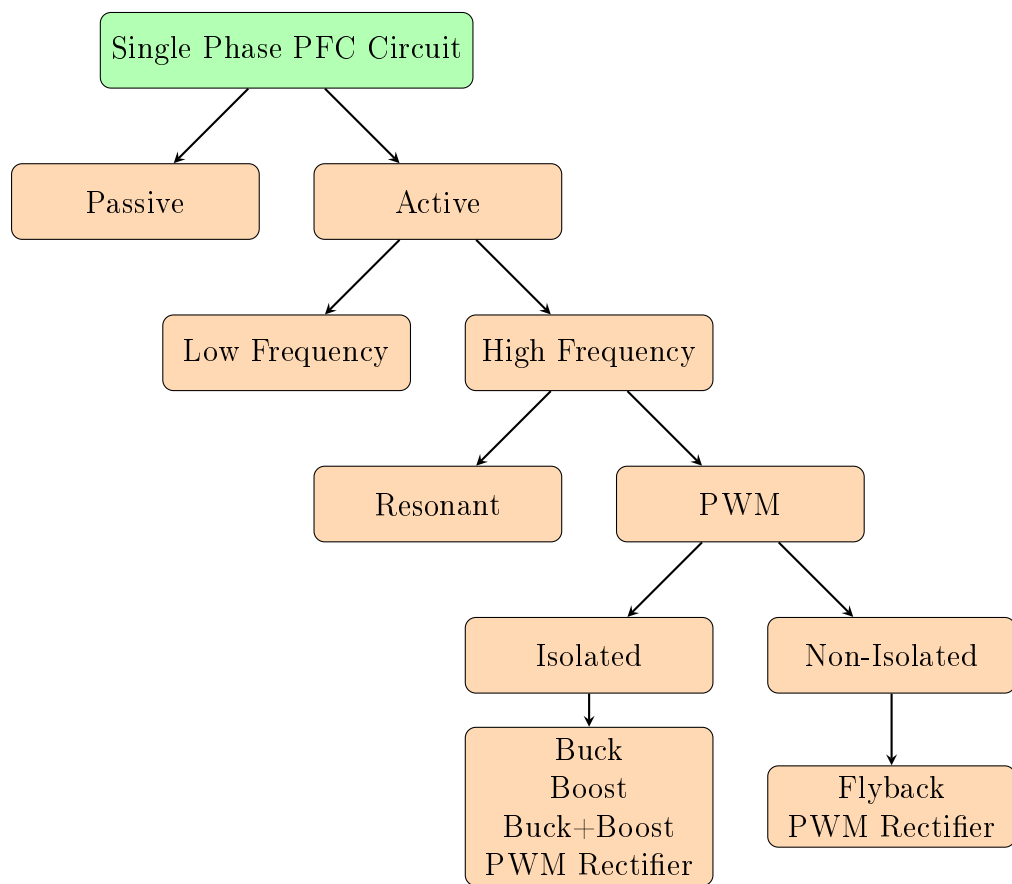 Single Phase PFC Circuit
Passive
Active
Low Frequency
High Frequency
Resonant
PWM
Isolated
Non-Isolated
Buck
Boost
Buck+Boost
PWM Rectifier
Flyback
PWM Rectifier